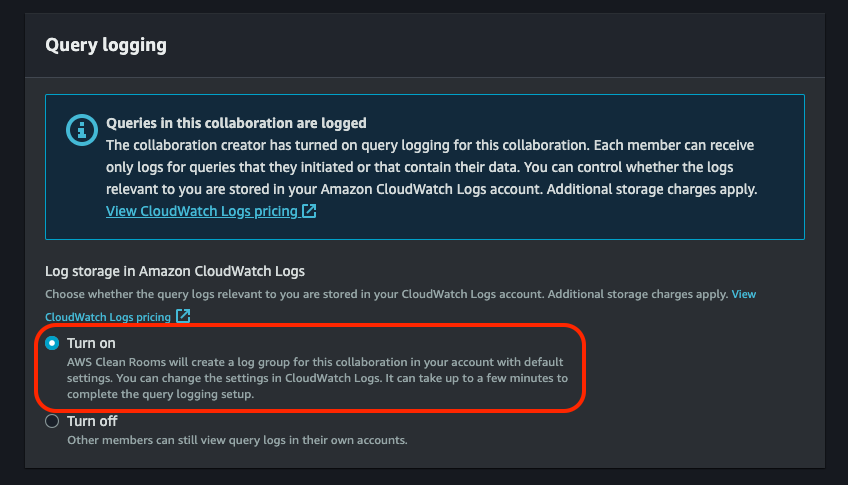 Query logging
Queries in this collaboration are logged
The collaboration creator has turned on query logging for this collaboration. Each member can receive
only logs for queries that they initiated or that contain their data. You can control whether the logs
relevant to you are stored in your Amazon CloudWatch Logs account. Additional storage charges apply.
View CloudWatch Logs pricing
Log storage in Amazon CloudWatch Logs
Choose whether the query logs relevant to you are stored in your CloudWatch Logs account. Additional storage charges apply. View
CloudWatch Logs pricing
Turn on
AWS Clean Rooms will create a log group for this collaboration in your account with default
settings. You can change the settings in CloudWatch Logs. It can take up to a few minutes to
complete the query logging setup.
Turn off
Other members can still view query logs in their own accounts.